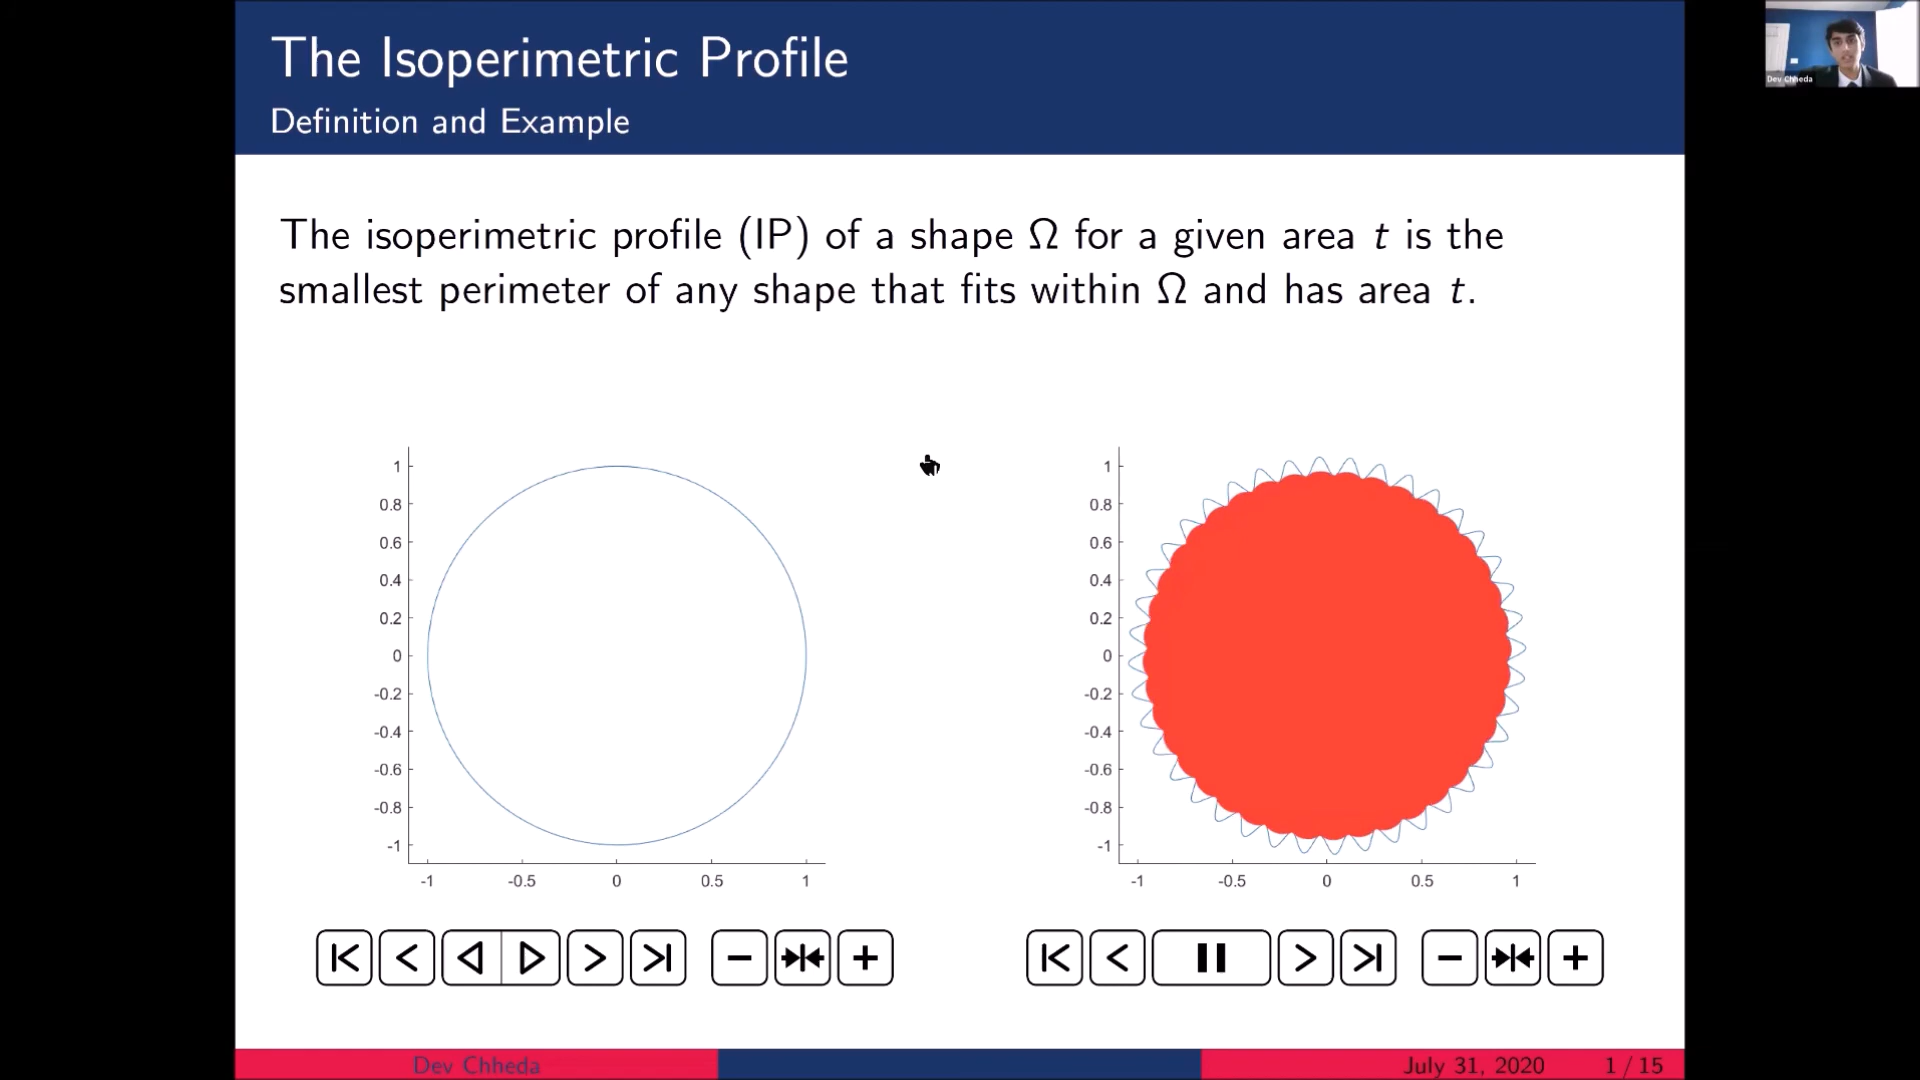 The Isoperimetric Profile
Definition and Example
Dev Chheda
The isoperimetric profile (IP) of a shape Ω for a given area t is the
smallest perimeter of any shape that fits within Ω and has area t.
1
0.8
0.6
0.4
0.2
0
-0.2
-0.4
-0.6
-0.8
-1
-1 -0.5 0 0.5 1
1
0.8
0.6
0.4
0.2
0
-0.2
-0.4
-0.6
-0.8
-1
-1 -0.5 0 0.5 1
Dev Chheda July 31, 2020 1 / 15